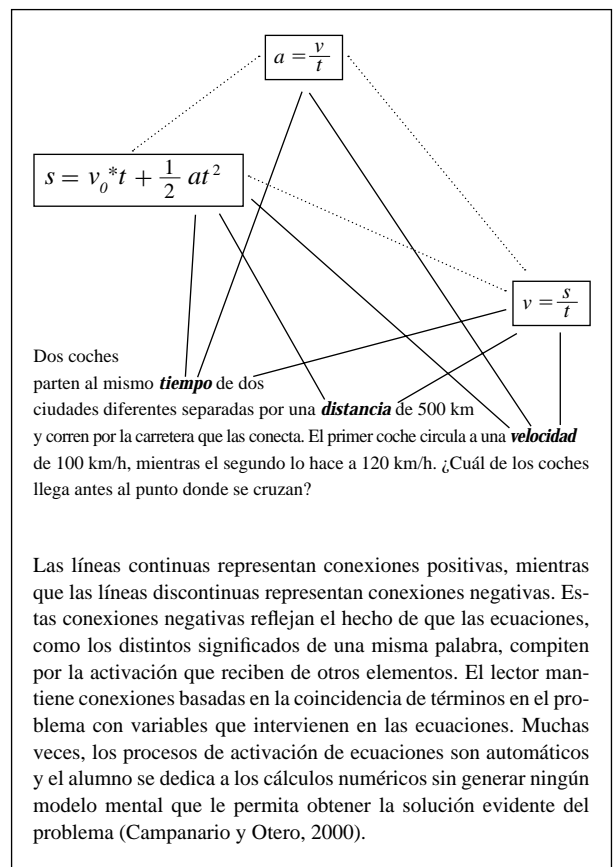 a = v/t
s = v₀*t + 1/2 at²
v = s/t
Dos coches
parten al mismo tiempo de dos
ciudades diferentes separadas por una distancia de 500 km
y corren por la carretera que las conecta. El primer coche circula a una velocidad
de 100 km/h, mientras el segundo lo hace a 120 km/h. ¿Cuál de los coches
llega antes al punto donde se cruzan?
Las líneas continuas representan conexiones positivas, mientras
que las líneas discontinuas representan conexiones negativas. Es-
tas conexiones negativas reflejan el hecho de que las ecuaciones,
como los distintos significados de una misma palabra, compiten
por la activación que reciben de otros elementos. El lector man-
tiene conexiones basadas en la coincidencia de términos en el pro-
blema con variables que intervienen en las ecuaciones. Muchas
veces, los procesos de activación de ecuaciones son automáticos
y el alumno se dedica a los cálculos numéricos sin generar ningún
modelo mental que le permita obtener la solución evidente del
problema (Campanario y Otero, 2000).